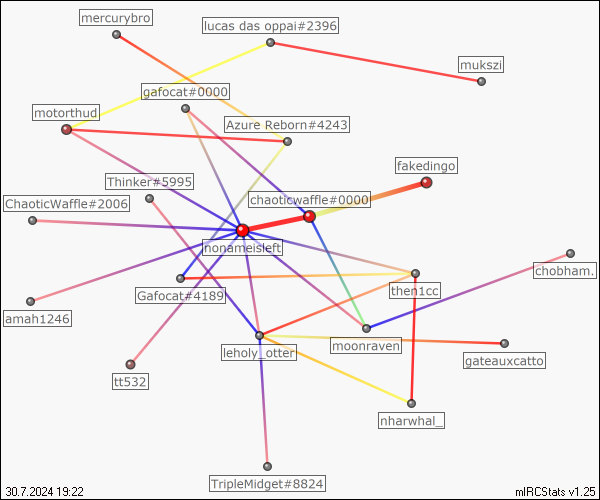 mercurybro
lucas das oppai#2396
mukszi
gafocat#0000
motorthud
Azure Reborn#4243
fakedingo
Thinker#5995
ChaoticWaffle#2006
chaoticwaffle#0000
nonameisleft
chobham.
then1cc
Gafocat#4189
amah1246
moonraven
leholy_otter
gateauxcatto
tt532
nharwhal_
TripleMidget#8824
30.7.2024 19:22
mIRCStats v1.25